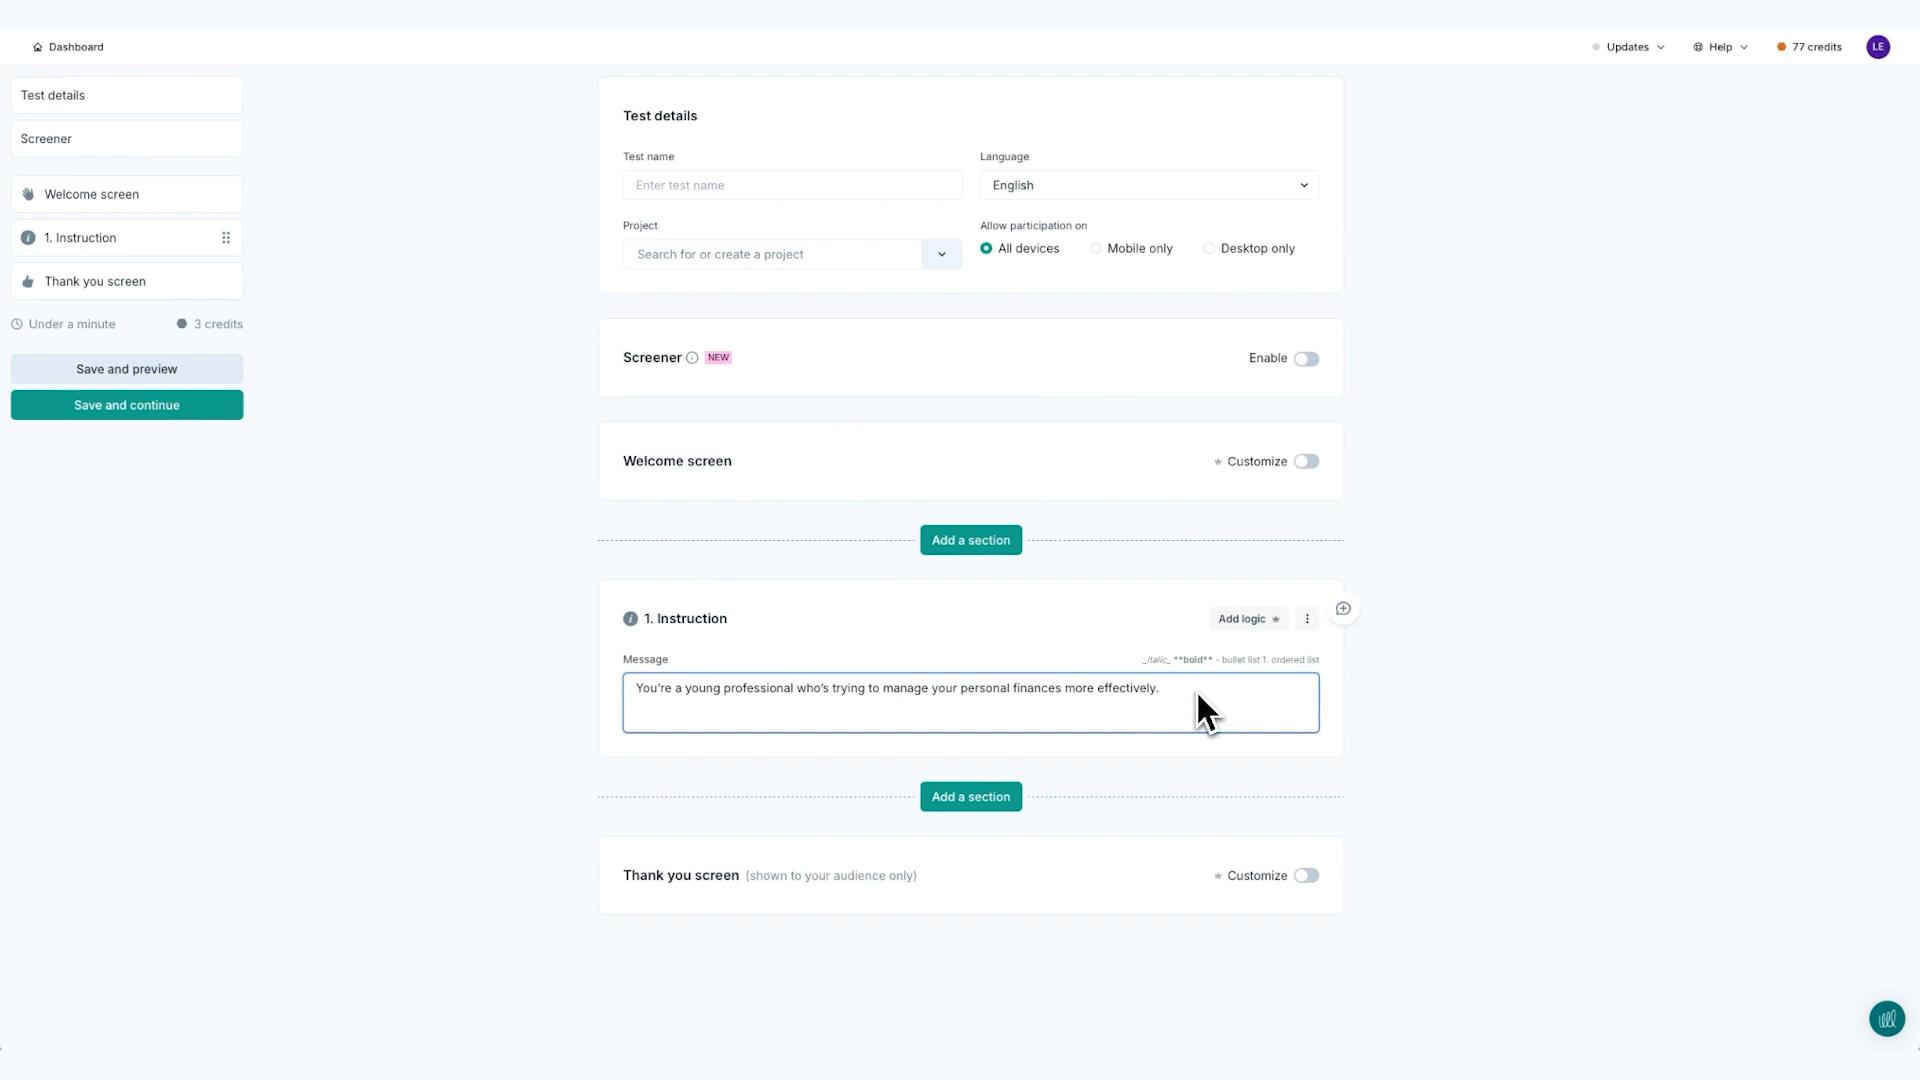 Dashboard
Updates
Help
77 credits
LE
Test details
Screener
Welcome screen
1. Instruction
Thank you screen
Under a minute
3 credits
Save and preview
Save and continue
Test details
Test name
Language
Enter test name
English
Project
Allow participation on
Search for or create a project
All devices
Mobile only
Desktop only
Screener
NEW
Enable
Welcome screen
Customize
Add a section
1. Instruction
Add logic
Message
_italic_ **bold** - bullet list 1. ordered list
You're a young professional who's trying to manage your personal finances more effectively.
Add a section
Thank you screen (shown to your audience only)
Customize